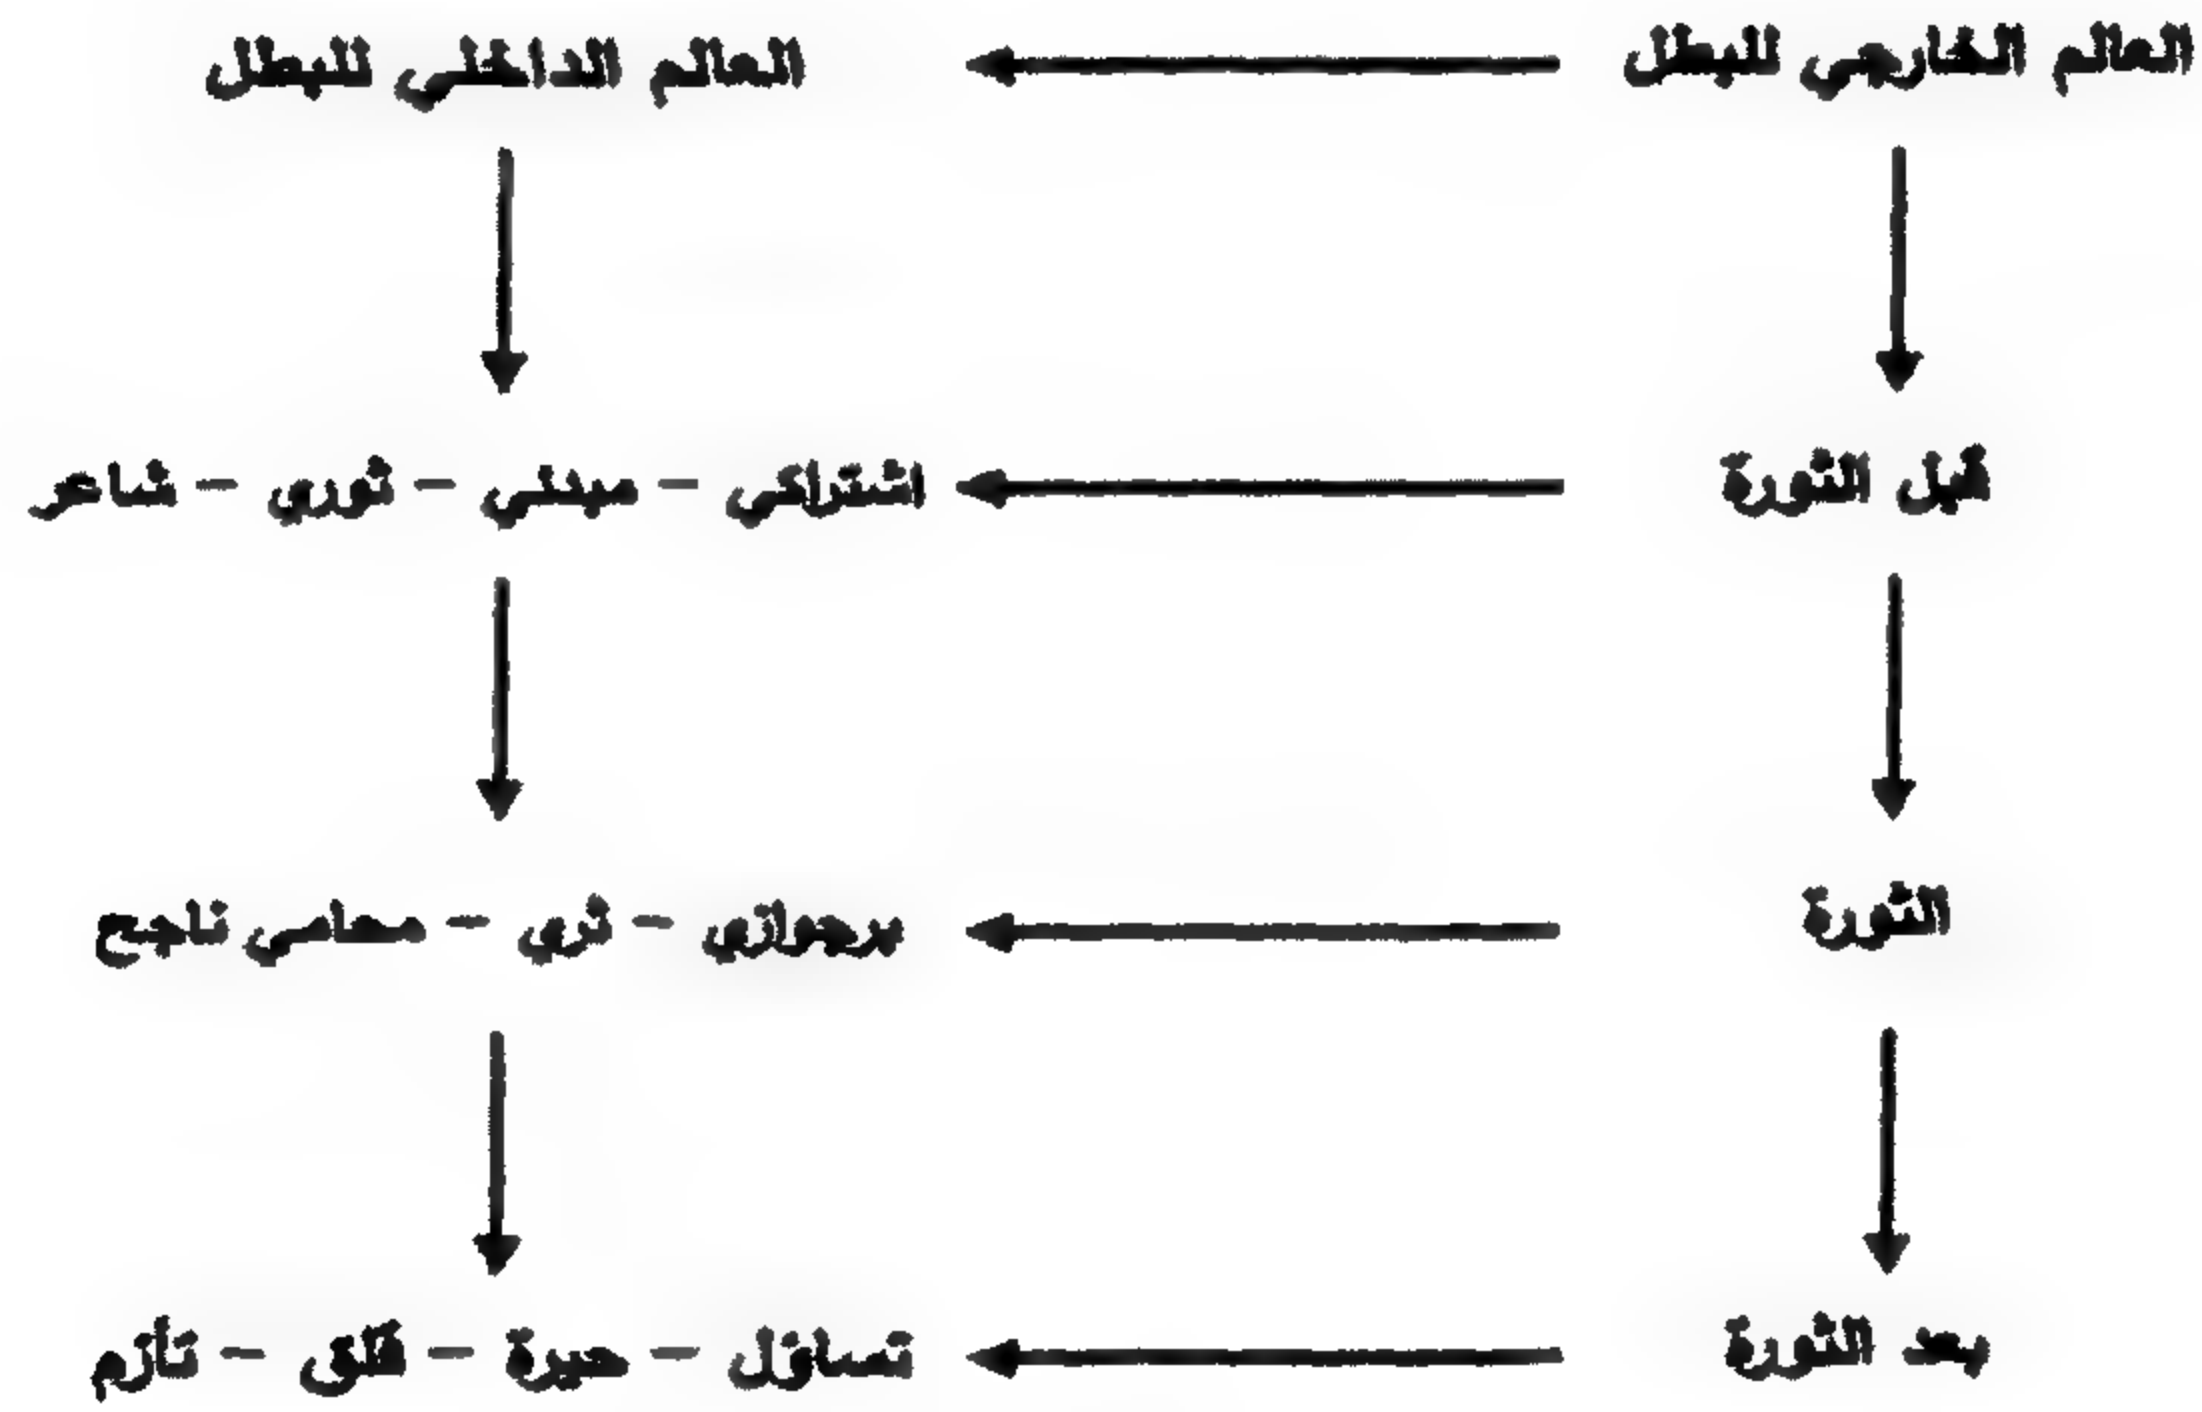 العالم الخارجي للبطل العالم الداخلي للبطل
قبل الثورة اشتراكي - مبدئي - ثوري - شاعر
الثورة برجوازي - ثري - محامي ناجح
بعد الثورة تساؤل - حيرة - قلق - تأزم